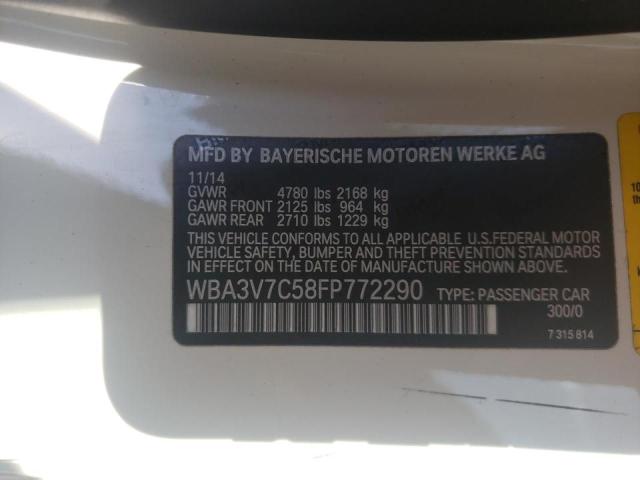 MFD BY BAYERISCHE MOTOREN WERKE AG
11/14
GVWR 4780 lbs 2168 kg
GAWR FRONT 2125 lbs 964 kg
GAWR REAR 2710 lbs 1229 kg
THIS VEHICLE CONFORMS TO ALL APPLICABLE U.S.FEDERAL MOTOR
VEHICLE SAFETY, BUMPER AND THEFT PREVENTION STANDARDS
IN EFFECT ON THE DATE OF MANUFACTURE SHOWN ABOVE.
WBA3V7C58FP772290 TYPE: PASSENGER CAR
300/0
7 315 814